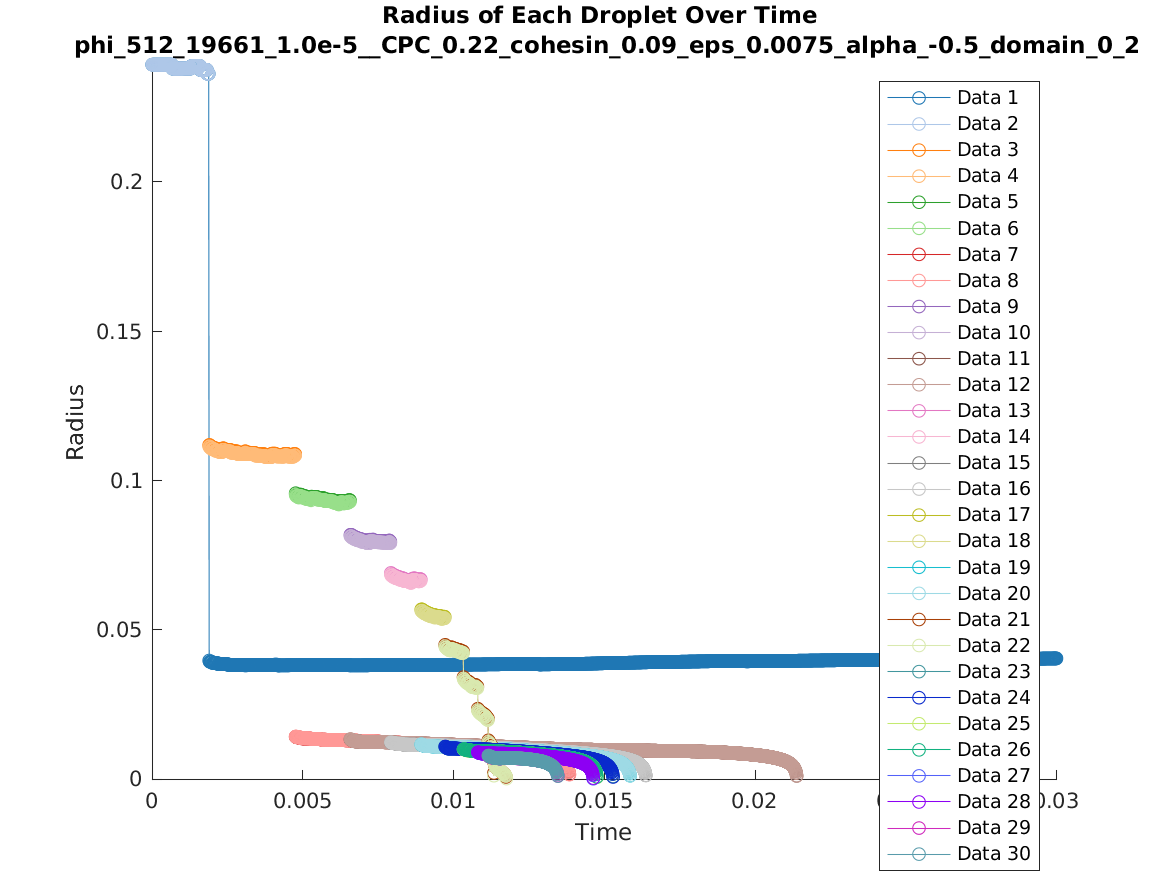 Radius of Each Droplet Over Time
phi_512_19661_1.0e-5__CPC_0.22_cohesin_0.09_eps_0.0075_alpha_-0.5_domain_0_2
0.2
0.15
0.1
0.05
0
Radius
0
0.005
0.01
0.015
0.02
0.03
Time
Data 1
Data 2
Data 3
Data 4
Data 5
Data 6
Data 7
Data 8
Data 9
Data 10
Data 11
Data 12
Data 13
Data 14
Data 15
Data 16
Data 17
Data 18
Data 19
Data 20
Data 21
Data 22
Data 23
Data 24
Data 25
Data 26
Data 27
Data 28
Data 29
Data 30